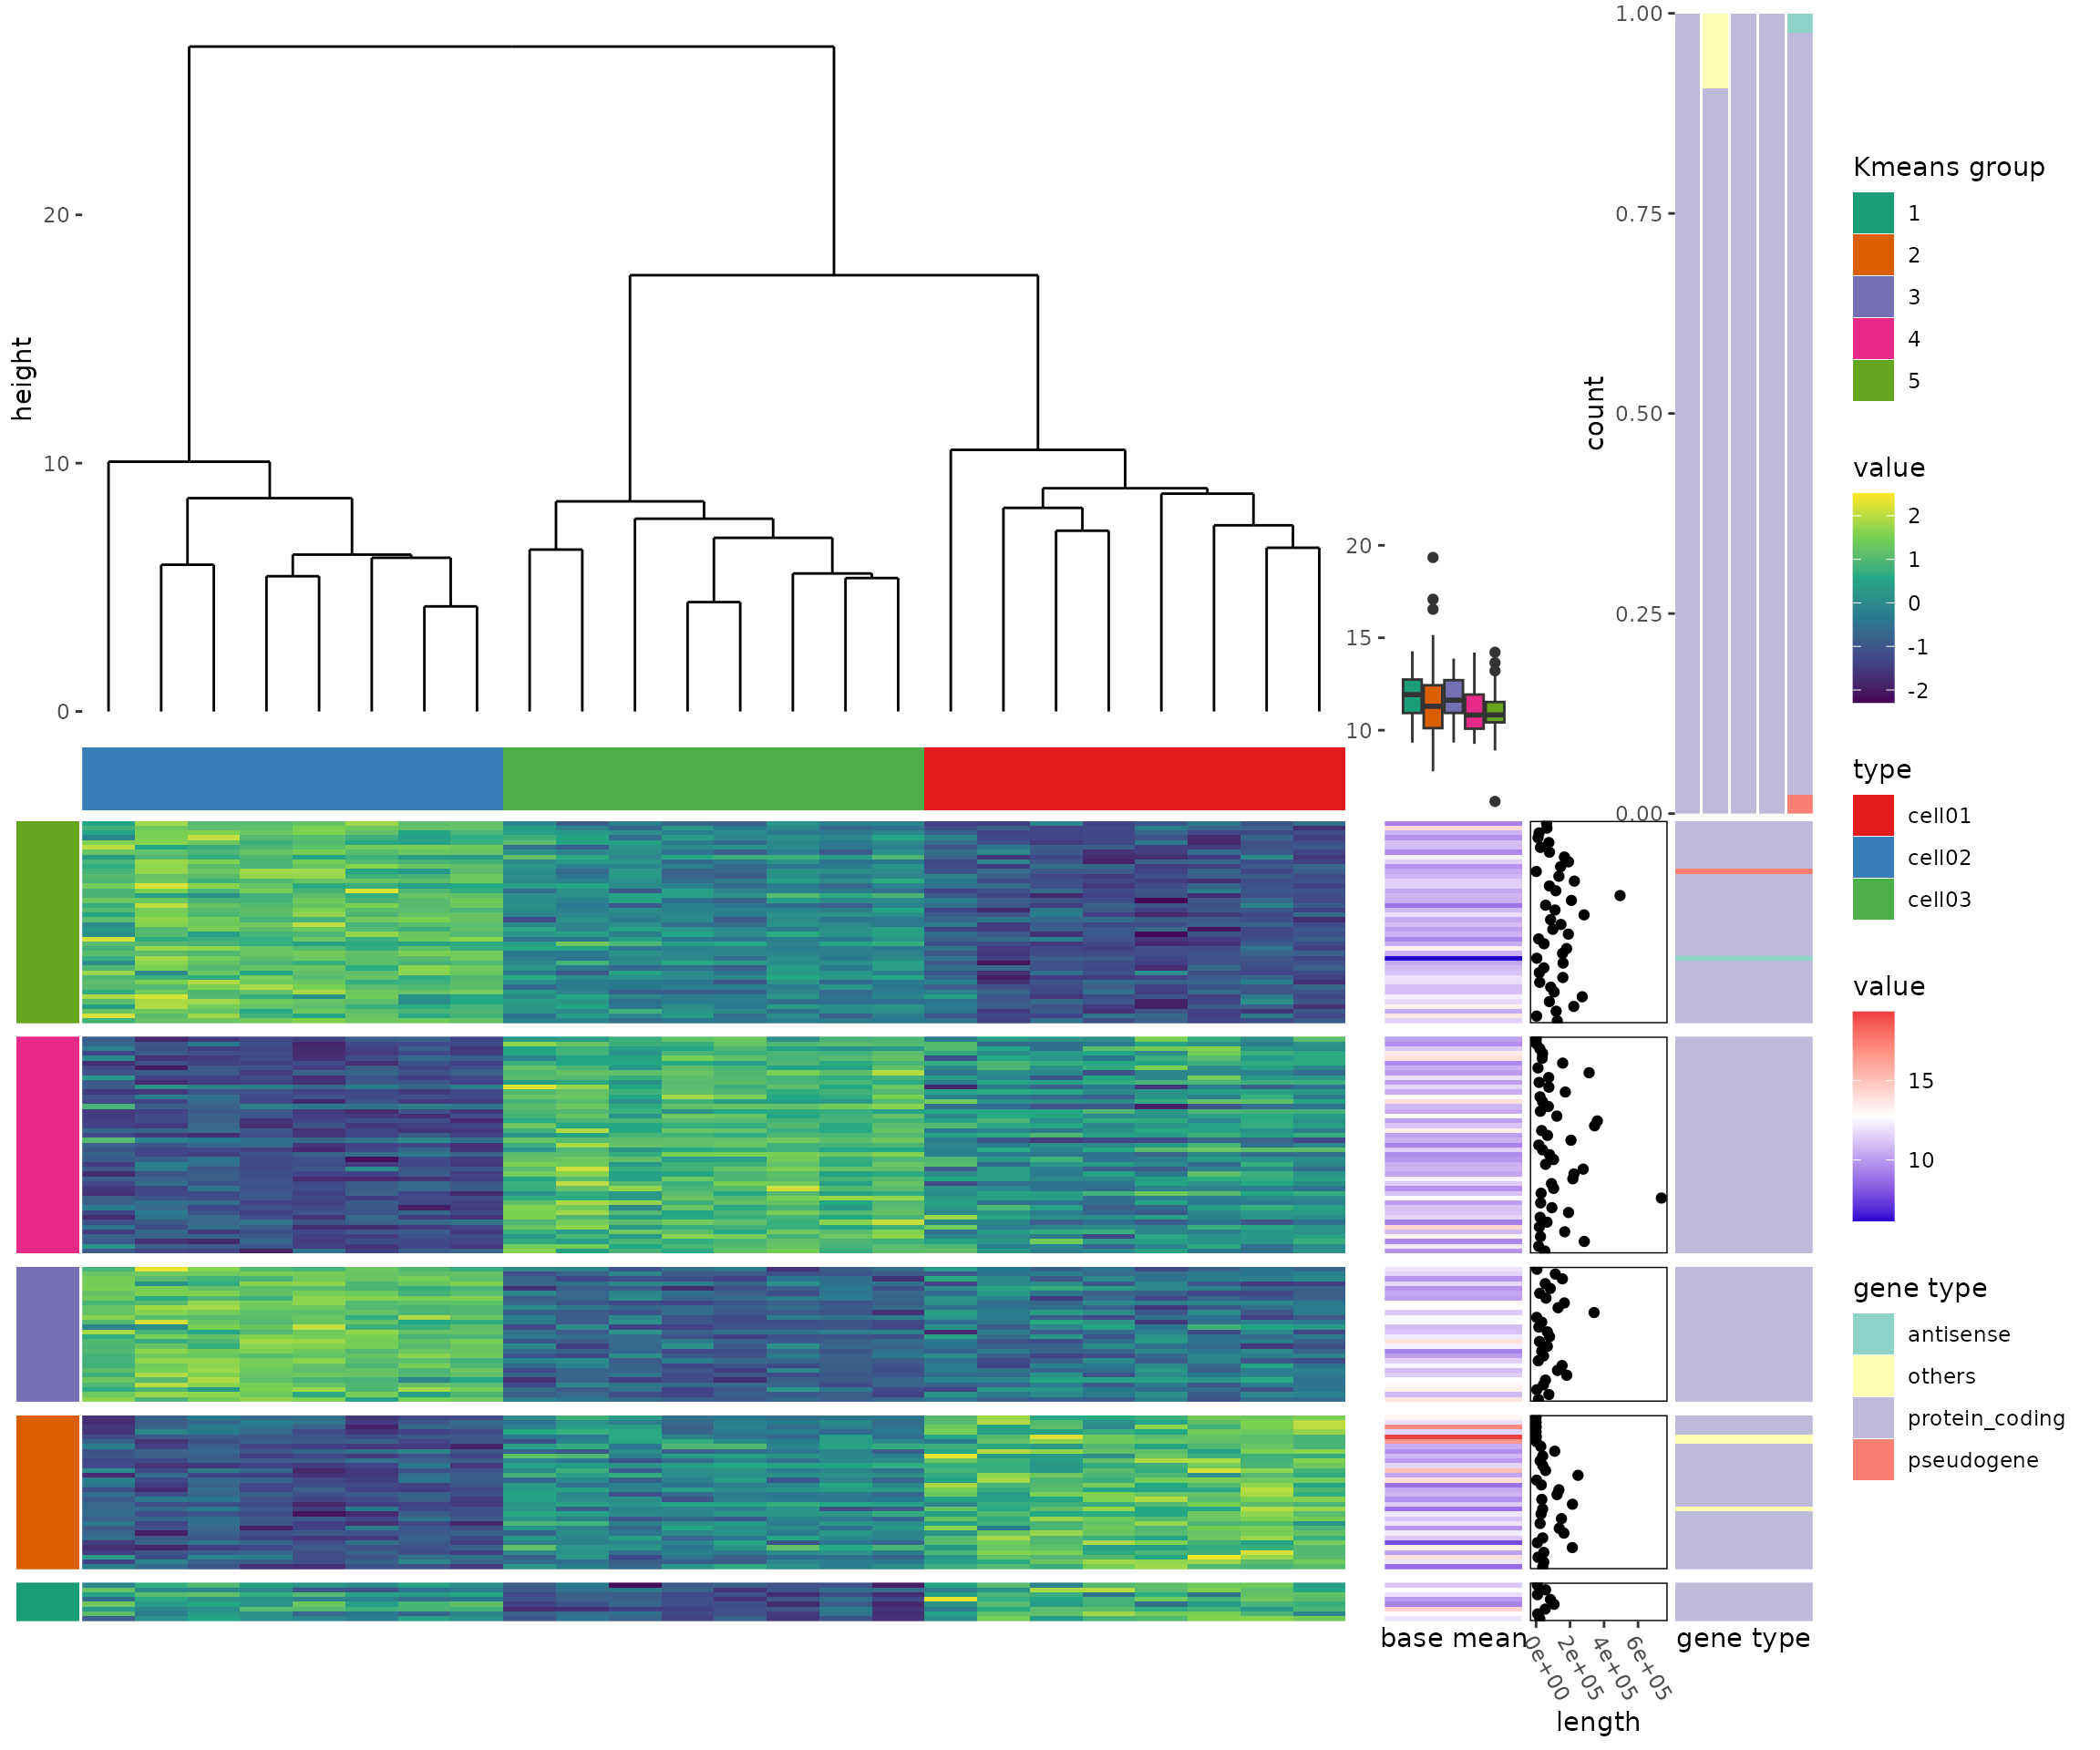 height
20
10
0
20
15
10
count
1.00
0.75
0.50
0.25
0.00
Kmeans group
1
2
3
4
5
value
2
1
0
-1
-2
type
cell01
cell02
cell03
value
15
10
gene type
antisense
others
protein_coding
pseudogene
base mean
0e+00
2e+05
4e+05
6e+05
length
gene type